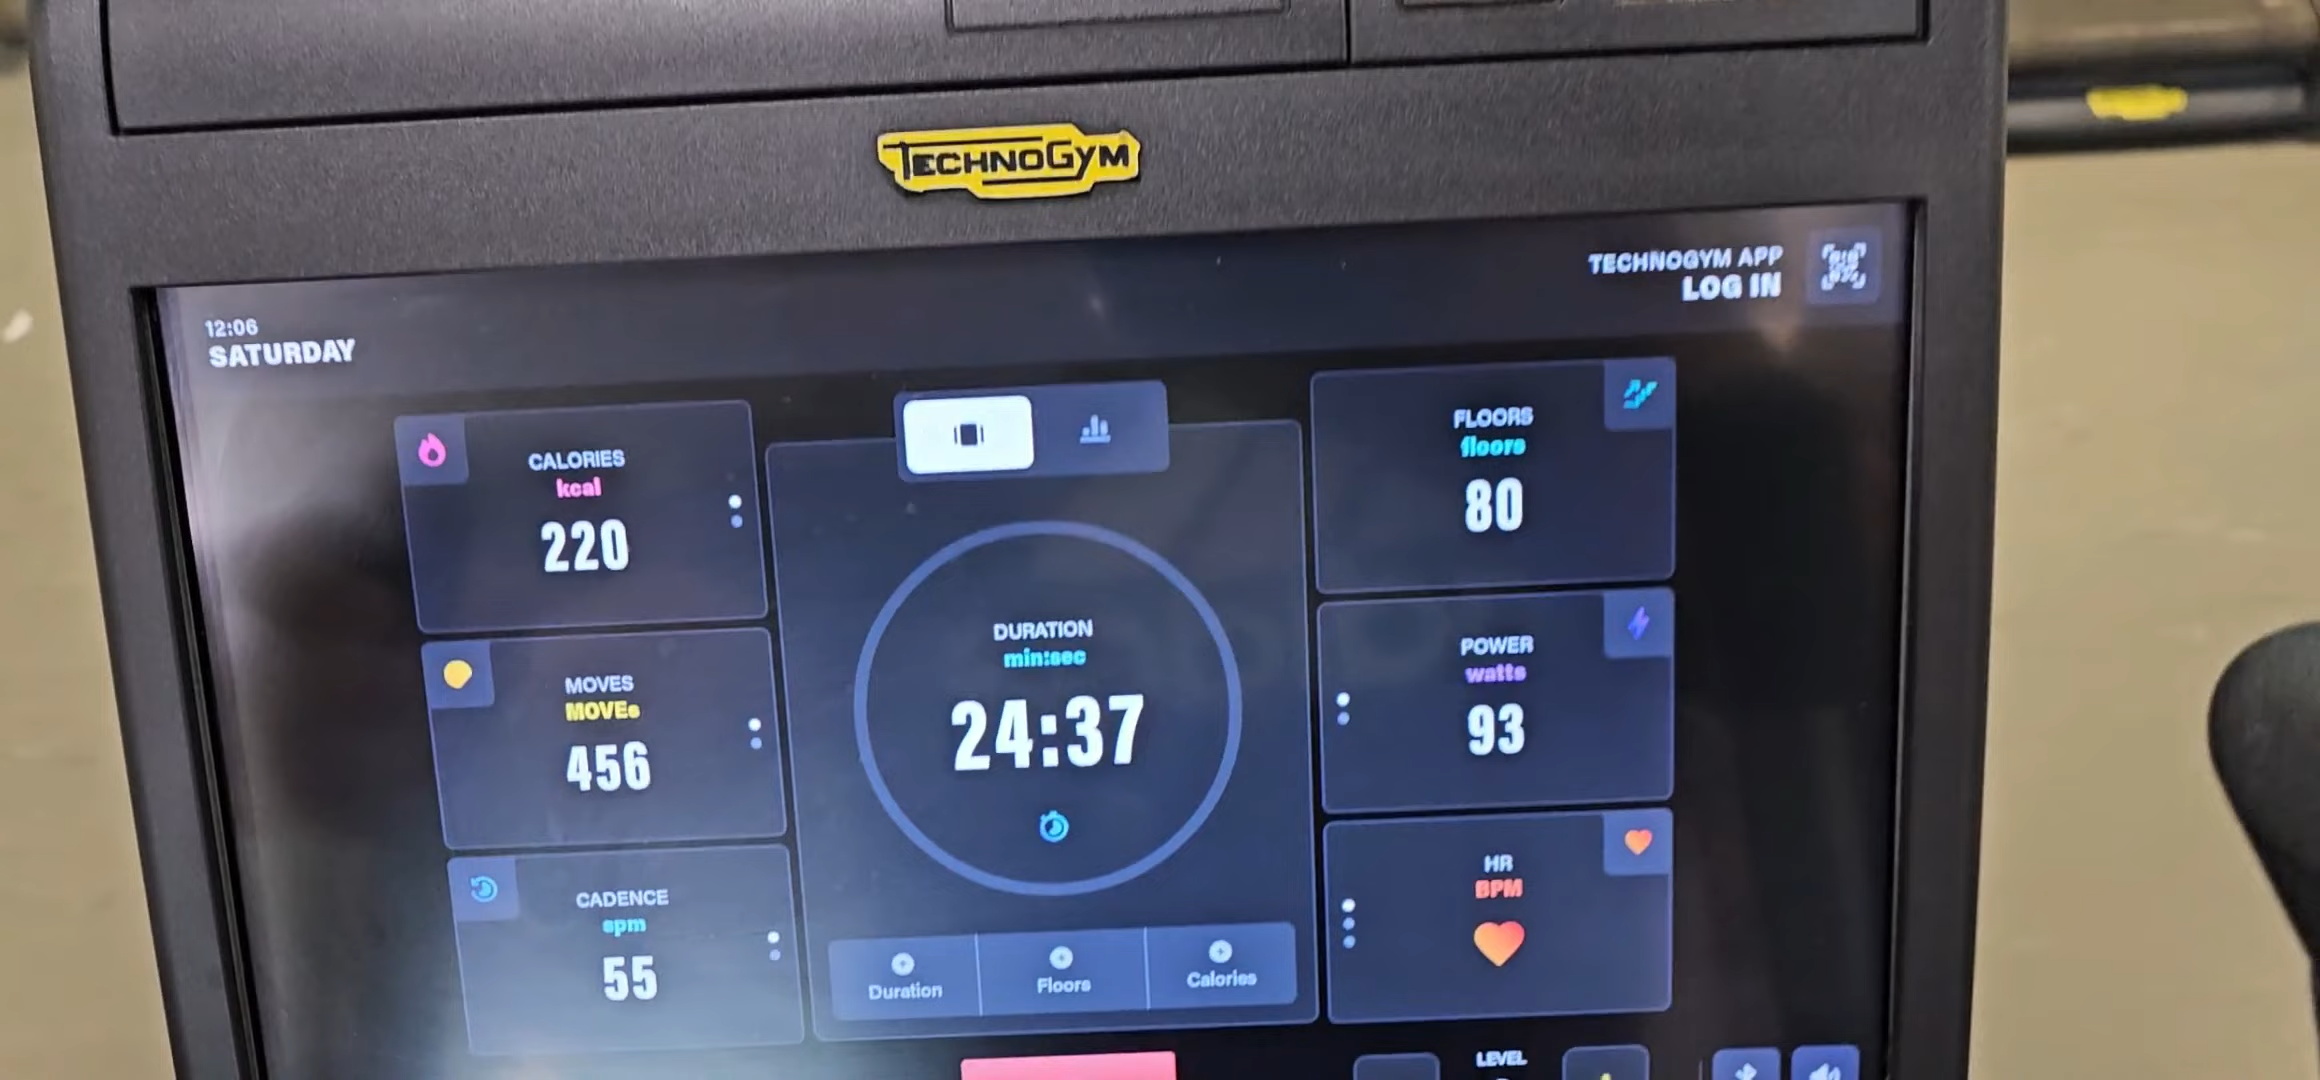 TECHNOGYM
TECHNOGYM APP
LOG IN
12:06
SATURDAY
CALORIES
kcal
220
MOVES
MOVEs
456
CADENCE
spm
55
DURATION
min:sec
24:37
Duration
Floors
Calories
FLOORS
floors
80
POWER
watts
93
HR
BPM
LEVEL